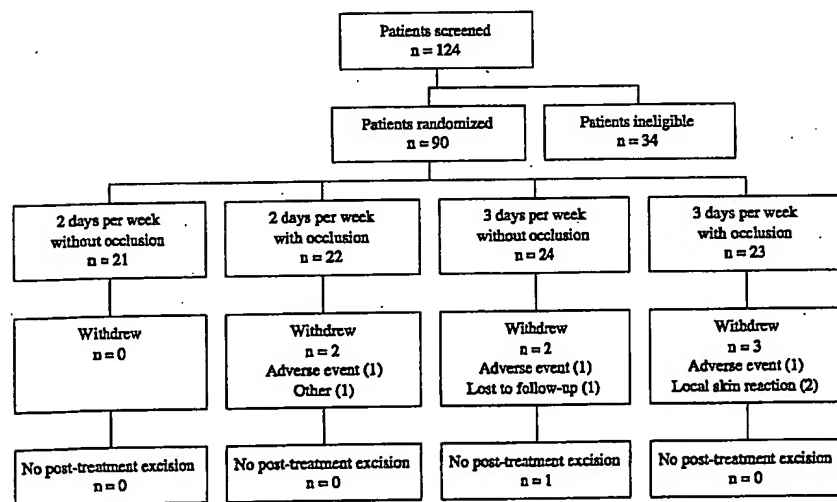 Patients screened
n = 124
Patients randomized
n = 90
Patients ineligible
n = 34
2 days per week
without occlusion
n = 21
2 days per week
with occlusion
n = 22
3 days per week
without occlusion
n = 24
3 days per week
with occlusion
n = 23
Withdrew
n = 0
Withdrew
n = 2
Adverse event (1)
Other (1)
Withdrew
n = 2
Adverse event (1)
Lost to follow-up (1)
Withdrew
n = 3
Adverse event (1)
Local skin reaction (2)
No post-treatment excision
n = 0
No post-treatment excision
n = 0
No post-treatment excision
n = 1
No post-treatment excision
n = 0